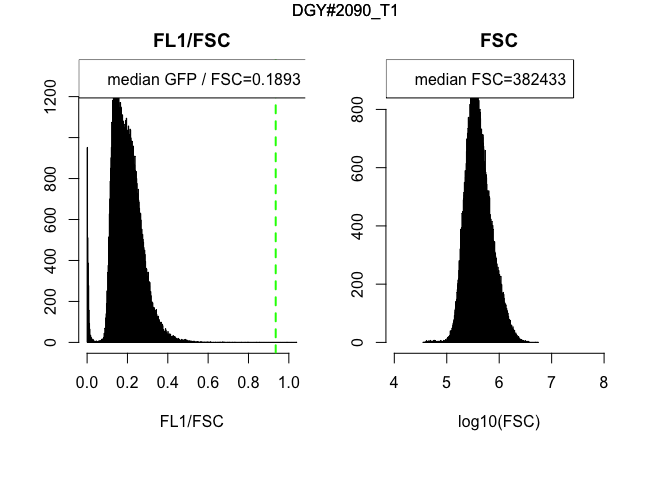 DGY#2090_T1
FL1/FSC
median GFP / FSC=0.1893
0 200 400 600 800 1200
0.0 0.2 0.4 0.6 0.8 1.0
FL1/FSC
FSC
median FSC=382433
0 200 400 600 800
4 5 6 7 8
log10(FSC)